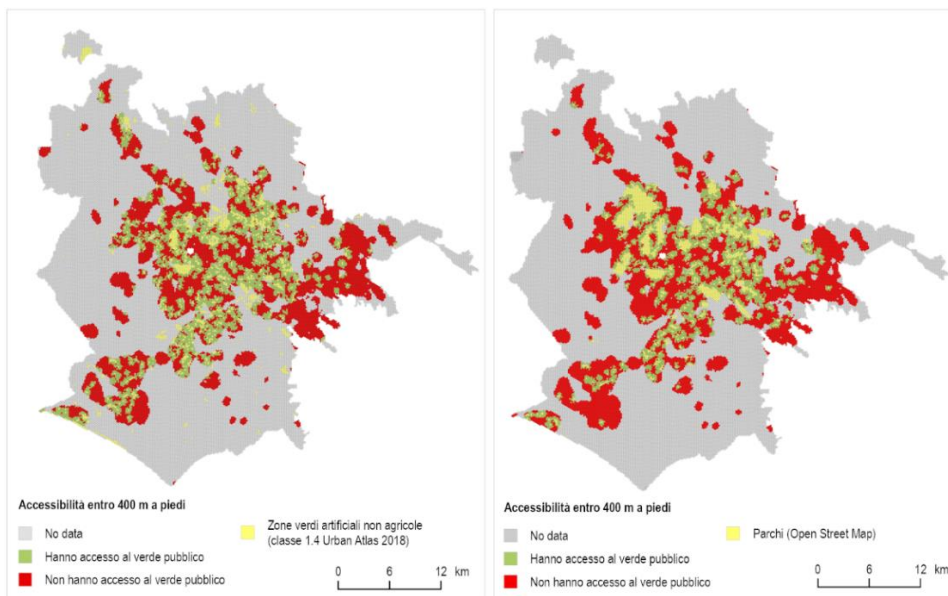 Accessibilità entro 400 m a piedi
No data
Hanno accesso al verde pubblico
Non hanno accesso al verde pubblico
Zone verdi artificiali non agricole
(classe 1.4 Urban Atlas 2018)
0 6 12 km
Accessibilità entro 400 m a piedi
No data
Hanno accesso al verde pubblico
Non hanno accesso al verde pubblico
Parchi (Open Street Map)
0 6 12 km